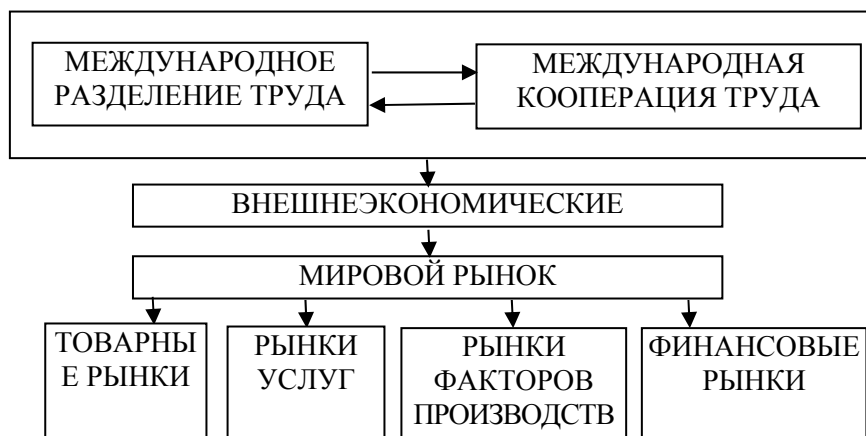 МЕЖДУНАРОДНОЕ
РАЗДЕЛЕНИЕ ТРУДА
МЕЖДУНАРОДНАЯ
КООПЕРАЦИЯ ТРУДА
ВНЕШНЕЭКОНОМИЧЕСКИЕ
МИРОВОЙ РЫНОК
ТОВАРНЫ
Е РЫНКИ
РЫНКИ
УСЛУГ
РЫНКИ
ФАКТОРОВ
ПРОИЗВОДСТВ
ФИНАНСОВЫЕ
РЫНКИ